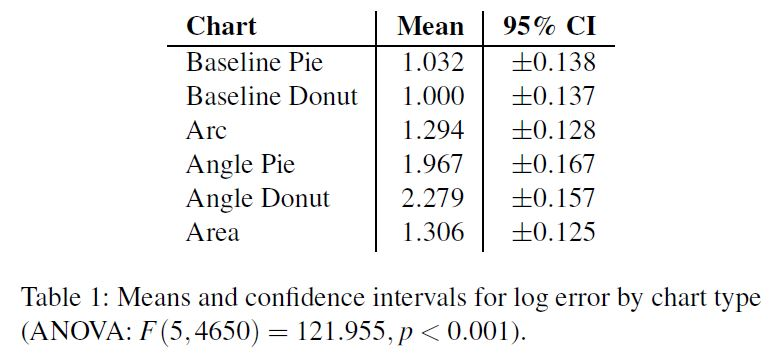 Chart Mean 95% CI
Baseline Pie 1.032 ±0.138
Baseline Donut 1.000 ±0.137
Arc 1.294 ±0.128
Angle Pie 1.967 ±0.167
Angle Donut 2.279 ±0.157
Area 1.306 ±0.125
Table 1: Means and confidence intervals for log error by chart type
(ANOVA: F(5,4650) = 121.955, p < 0.001).